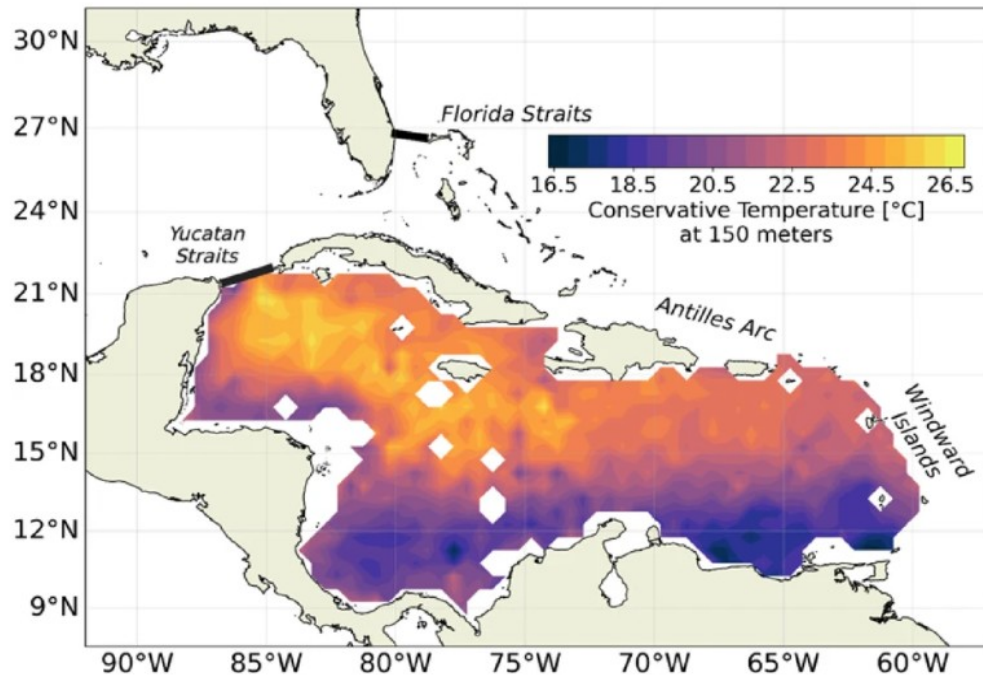 30°N
27°N
24°N
21°N
18°N
15°N
12°N
9°N
Florida Straits
16.5 18.5 20.5 22.5 24.5 26.5
Conservative Temperature [°C]
at 150 meters
Yucatan
Straits
Antilles Arc
Windward
Islands
90°W 85°W 80°W 75°W 70°W 65°W 60°W